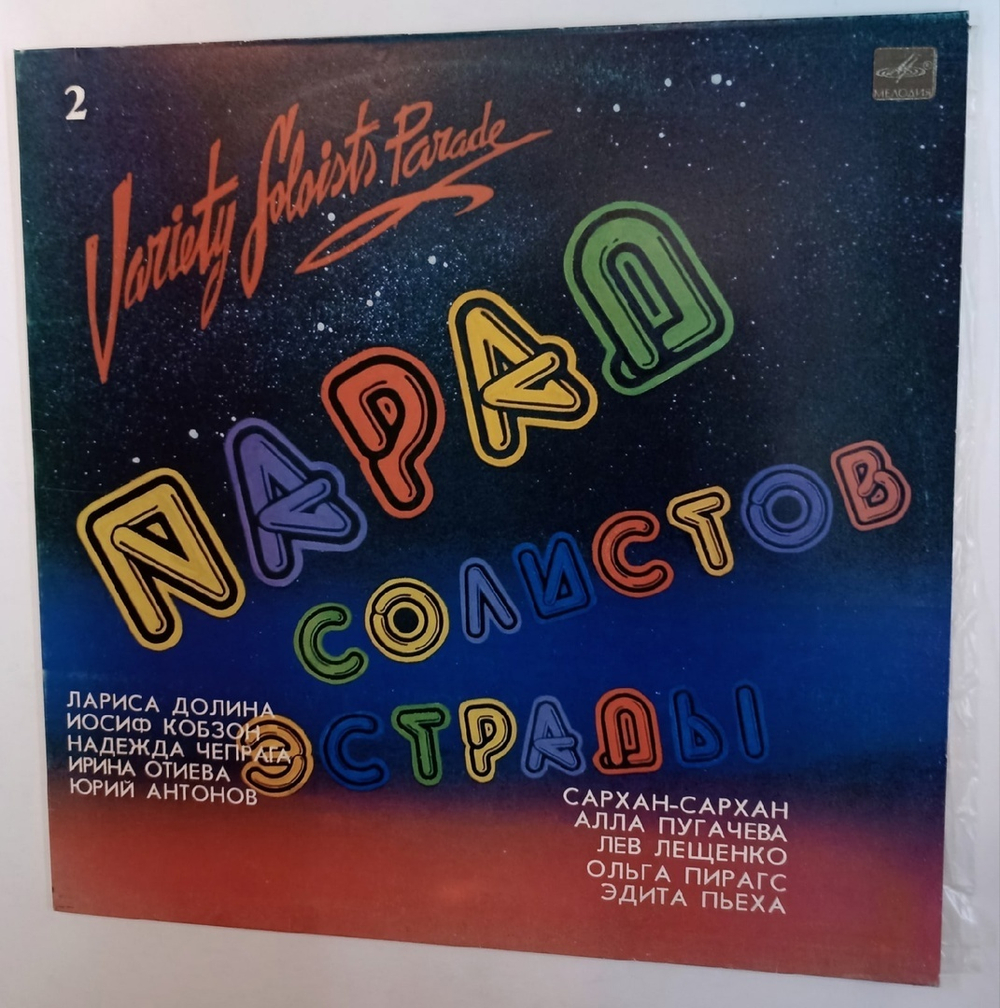 2
МЕЛОДИЯ
Variety Soloists Parade
ПАРАД
СОЛИСТОВ
ЭСТРАДЫ
ЛАРИСА ДОЛИНА
ИОСИФ КОБЗОН
НАДЕЖДА ЧЕПРАГА
ИРИНА ОТИЕВА
ЮРИЙ АНТОНОВ
САРХАН-САРХАН
АЛЛА ПУГАЧЕВА
ЛЕВ ЛЕЩЕНКО
ОЛЬГА ПИРАГС
ЭДИТА ПЬЕХА